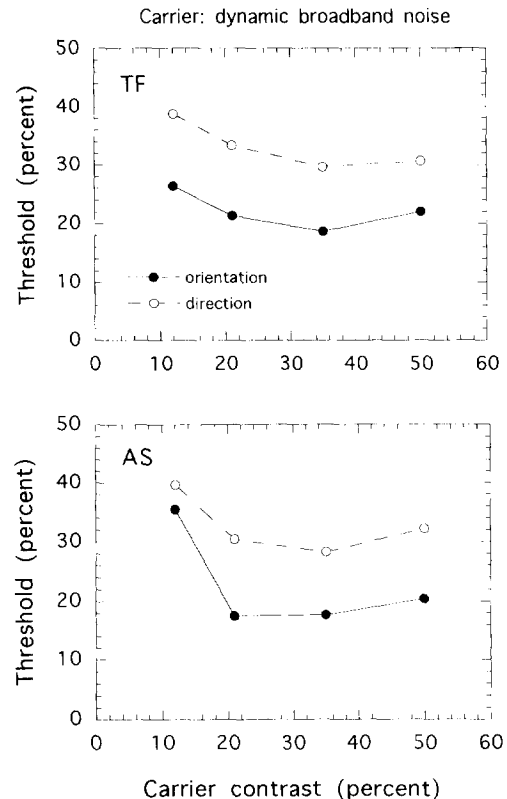 Carrier: dynamic broadband noise
50
TF
40
30
20
orientation
10
direction
0
0 10 20 30 40 50 60
Threshold (percent)
50
AS
40
30
20
10
0
0 10 20 30 40 50 60
Threshold (percent)
Carrier contrast (percent)